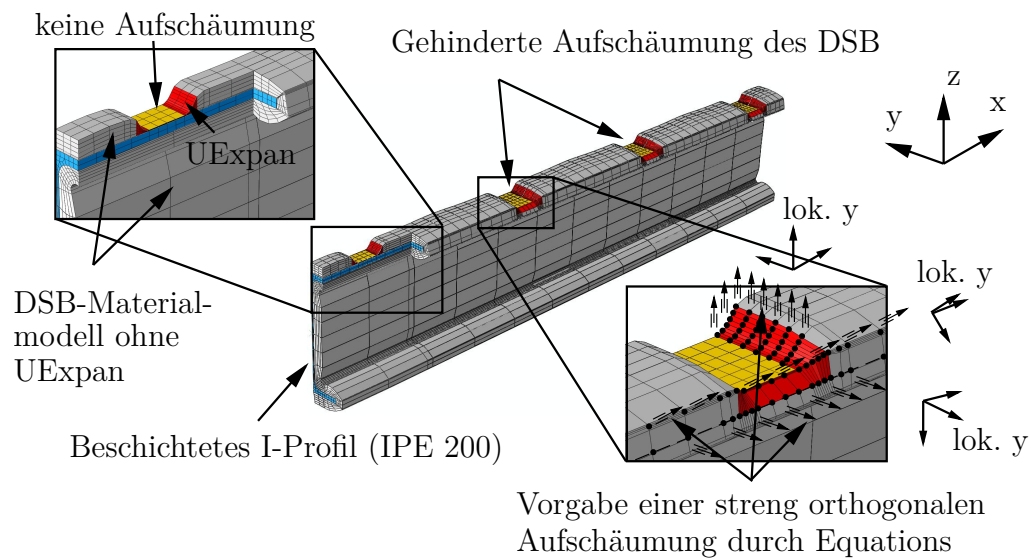 keine Aufschäumung
Gehinderte Aufschäumung des DSB
UExpan
z
y
x
lok. y
lok. y
lok. y
DSB-Material-
modell ohne
UExpan
Beschichtetes I-Profil (IPE 200)
Vorgabe einer streng orthogonalen
Aufschäumung durch Equations